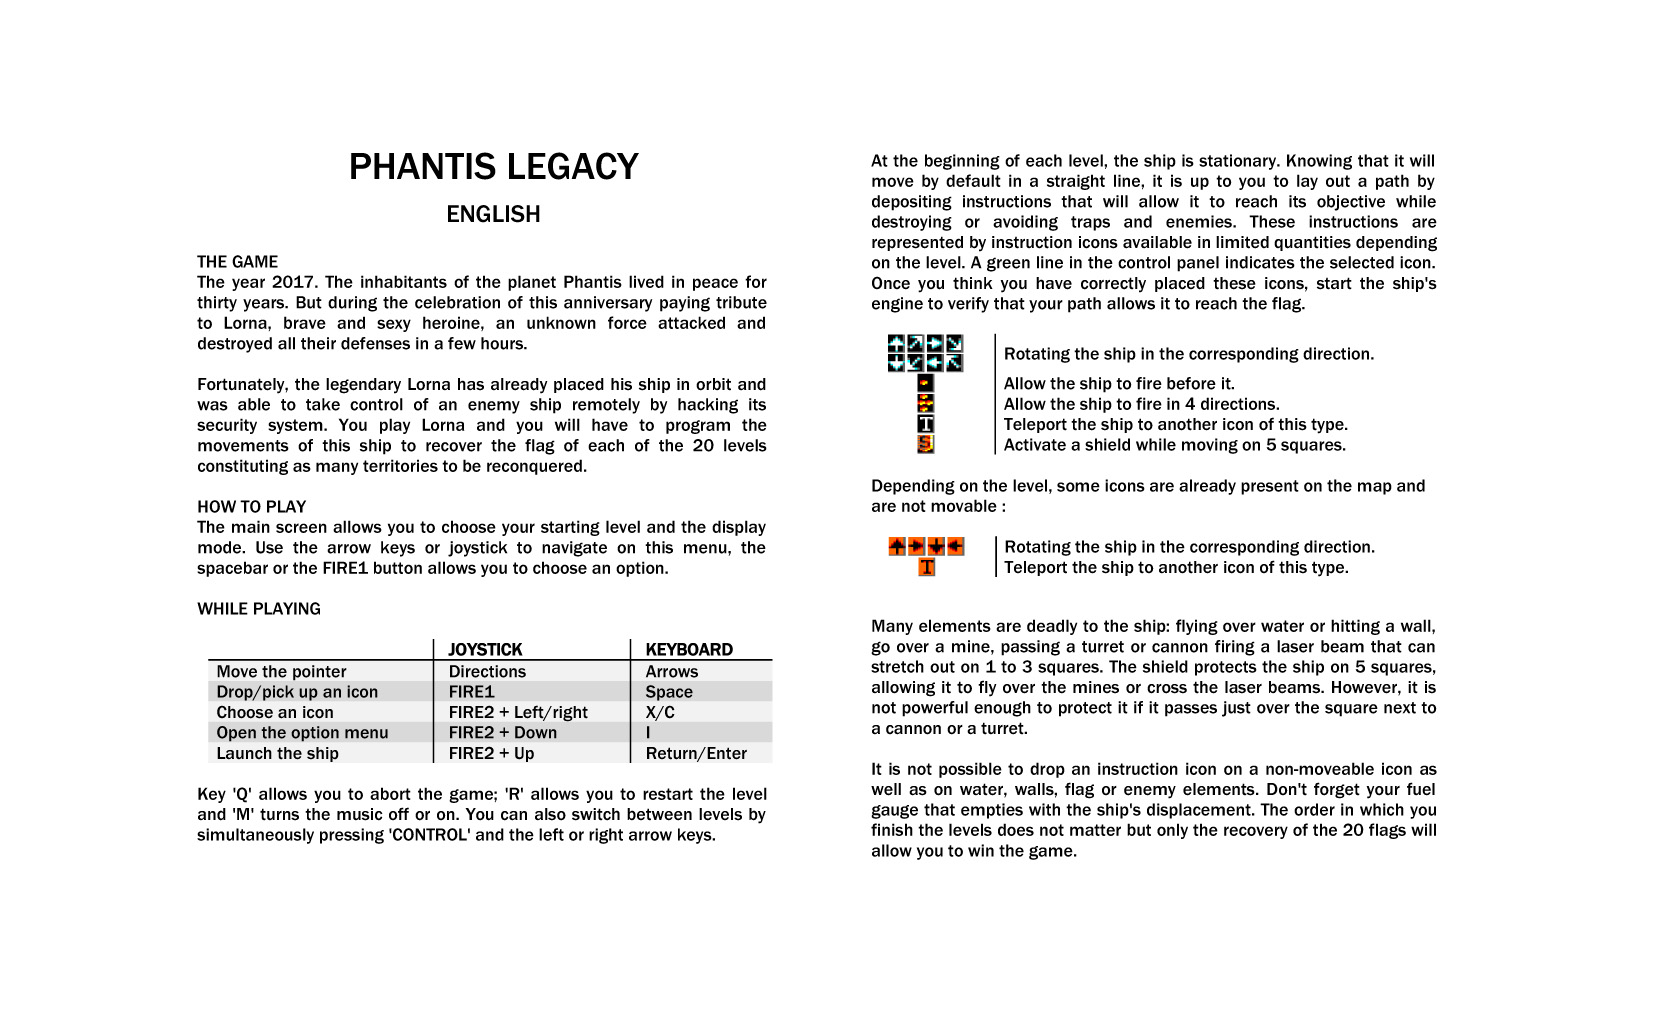 PHANTIS LEGACY
ENGLISH
THE GAME
The year 2017. The inhabitants of the planet Phantis lived in peace for
thirty years. But during the celebration of this anniversary paying tribute
to Lorna, brave and sexy heroine, an unknown force attacked and
destroyed all their defenses in a few hours.
Fortunately, the legendary Lorna has already placed his ship in orbit and
was able to take control of an enemy ship remotely by hacking its
security system. You play Lorna and you will have to program the
movements of this ship to recover the flag of each of the 20 levels
constituting as many territories to be reconquered.
HOW TO PLAY
The main screen allows you to choose your starting level and the display
mode. Use the arrow keys or joystick to navigate on this menu, the
spacebar or the FIRE1 button allows you to choose an option.
WHILE PLAYING
JOYSTICK KEYBOARD
Move the pointer Directions Arrows
Drop/pick up an icon FIRE1 Space
Choose an icon FIRE2 + Left/right X/C
Open the option menu FIRE2 + Down I
Launch the ship FIRE2 + Up Return/Enter
Key 'Q' allows you to abort the game; 'R' allows you to restart the level
and 'M' turns the music off or on. You can also switch between levels by
simultaneously pressing 'CONTROL' and the left or right arrow keys.
At the beginning of each level, the ship is stationary. Knowing that it will
move by default in a straight line, it is up to you to lay out a path by
depositing instructions that will allow it to reach its objective while
destroying or avoiding traps and enemies. These instructions are
represented by instruction icons available in limited quantities depending
on the level. A green line in the control panel indicates the selected icon.
Once you think you have correctly placed these icons, start the ship's
engine to verify that your path allows it to reach the flag.
Rotating the ship in the corresponding direction.
Allow the ship to fire before it.
Allow the ship to fire in 4 directions.
T Teleport the ship to another icon of this type.
S Activate a shield while moving on 5 squares.
Depending on the level, some icons are already present on the map and
are not movable :
Rotating the ship in the corresponding direction.
T Teleport the ship to another icon of this type.
Many elements are deadly to the ship: flying over water or hitting a wall,
go over a mine, passing a turret or cannon firing a laser beam that can
stretch out on 1 to 3 squares. The shield protects the ship on 5 squares,
allowing it to fly over the mines or cross the laser beams. However, it is
not powerful enough to protect it if it passes just over the square next to
a cannon or a turret.
It is not possible to drop an instruction icon on a non-moveable icon as
well as on water, walls, flag or enemy elements. Don't forget your fuel
gauge that empties with the ship's displacement. The order in which you
finish the levels does not matter but only the recovery of the 20 flags will
allow you to win the game.